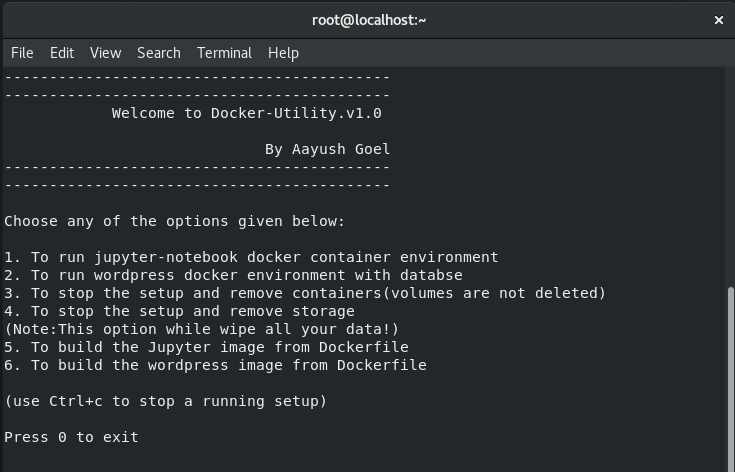 root@localhost:~
×
File Edit View Search Terminal Help
-------------------------------------------
-------------------------------------------
Welcome to Docker-Utility.v1.0
By Aayush Goel
-------------------------------------------
-------------------------------------------
Choose any of the options given below:
1. To run jupyter-notebook docker container environment
2. To run wordpress docker environment with databse
3. To stop the setup and remove containers(volumes are not deleted)
4. To stop the setup and remove storage
(Note:This option while wipe all your data!)
5. To build the Jupyter image from Dockerfile
6. To build the wordpress image from Dockerfile
(use Ctrl+c to stop a running setup)
Press 0 to exit